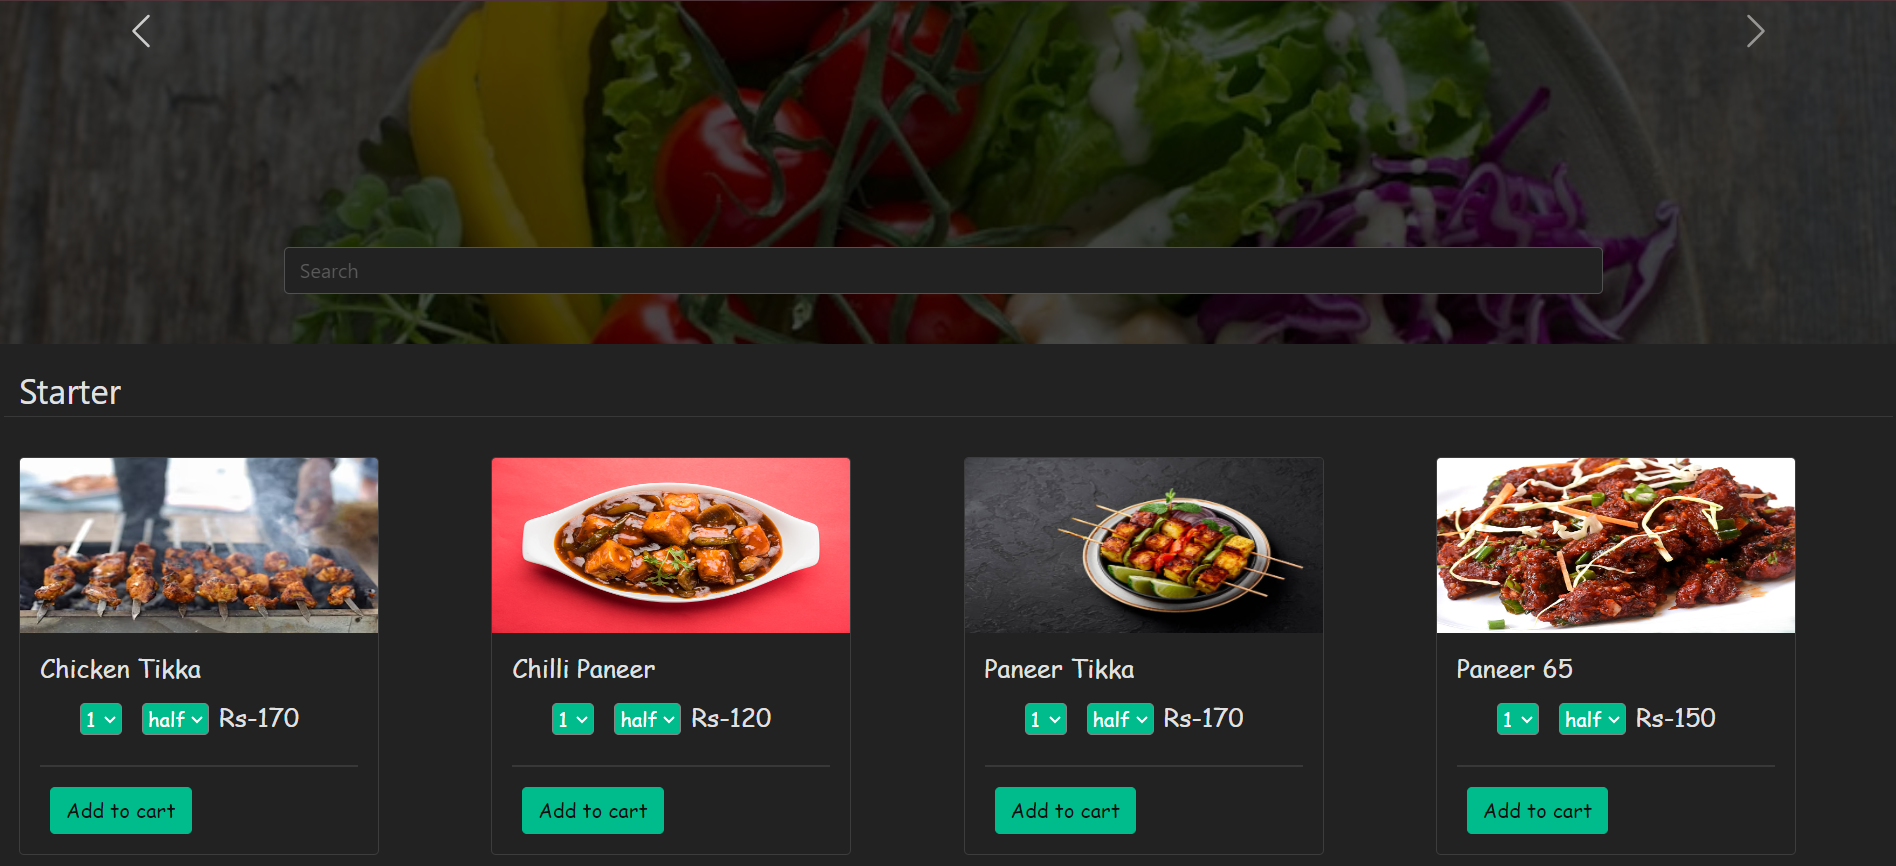 Search
Starter
Chicken Tikka
1 half Rs-170
Add to cart
Chilli Paneer
1 half Rs-120
Add to cart
Paneer Tikka
1 half Rs-170
Add to cart
Paneer 65
1 half Rs-150
Add to cart